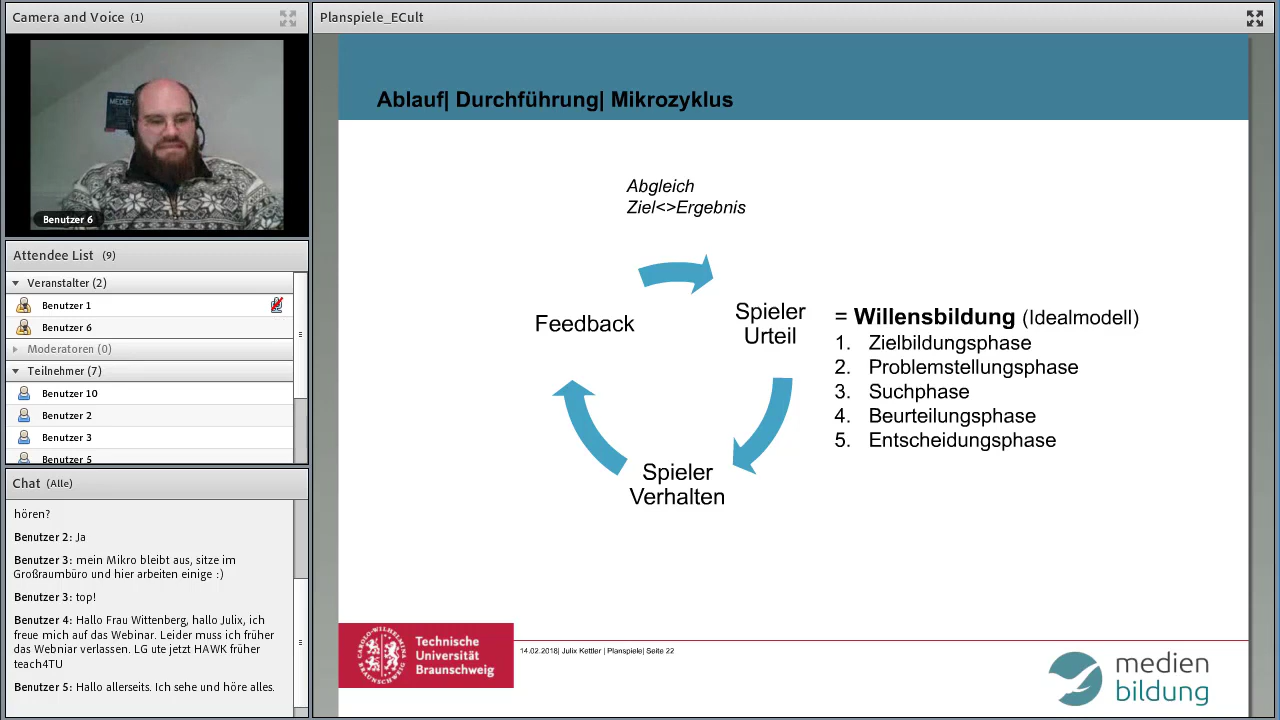 Camera and Voice (1)
Benutzer 6
Attendee List (9)
Veranstalter (2)
Benutzer 1
Benutzer 6
Moderatoren (0)
Teilnehmer (7)
Benutzer 10
Benutzer 2
Benutzer 3
Benutzer 5
Chat (Alle)
hören?
Benutzer 2: Ja
Benutzer 3: mein Mikro bleibt aus, sitze im
Großraumbüro und hier arbeiten einige :)
Benutzer 3: top!
Benutzer 4: Hallo Frau Wittenberg, hallo Julix, ich
freue mich auf das Webinar. Leider muss ich früher
das Webniar verlassen. LG ute jetzt HAWK früher
teach4TU
Benutzer 5: Hallo allerseits. Ich sehe und höre alles.
Planspiele_ECult
Ablauf| Durchführung| Mikrozyklus
Abgleich
Ziel<>Ergebnis
Feedback
Spieler
Urteil
Spieler
Verhalten
= Willensbildung (Idealmodell)
1. Zielbildungsphase
2. Problemstellungsphase
3. Suchphase
4. Beurteilungsphase
5. Entscheidungsphase
Technische
Universität
Braunschweig
14.02.2018| Julix Kettler | Planspiele| Seite 22
medien
bildung